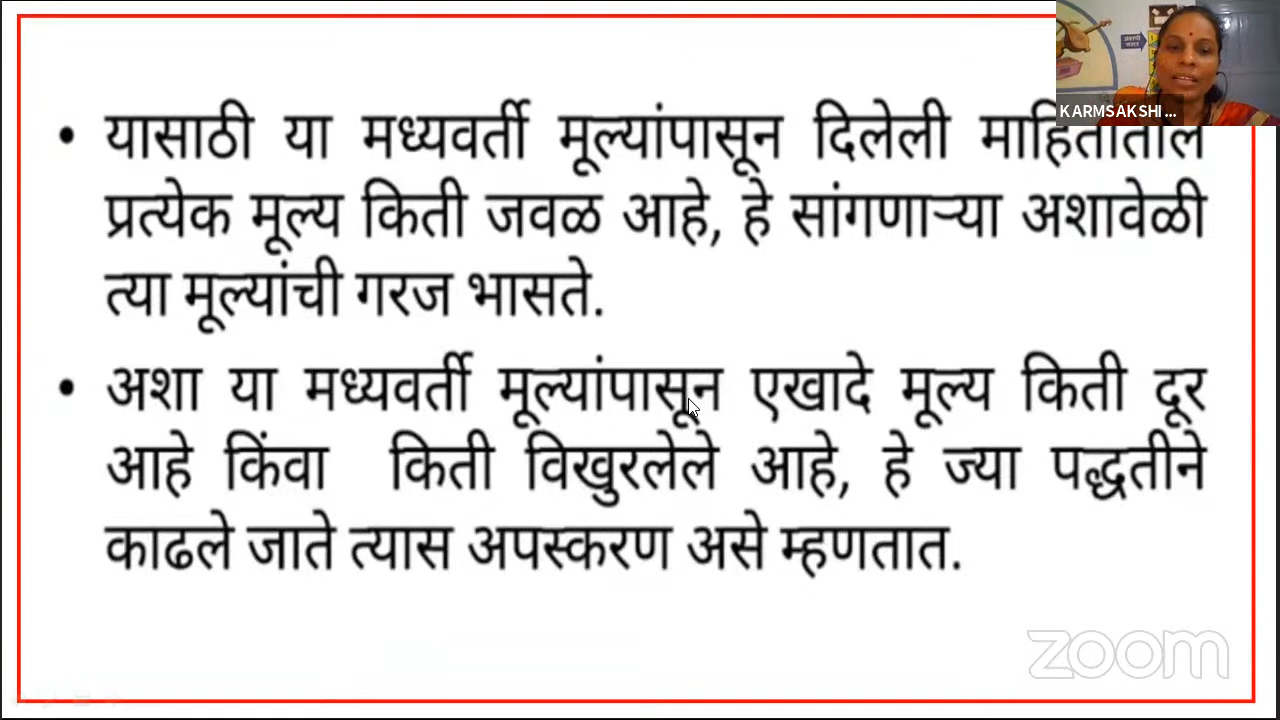 • यासाठी या मध्यवर्ती मूल्यांपासून दिलेली माहितीतील
प्रत्येक मूल्य किती जवळ आहे, हे सांगणाऱ्या अशावेळी
त्या मूल्यांची गरज भासते.
• अशा या मध्यवर्ती मूल्यांपासून एखादे मूल्य किती दूर
आहे किंवा किती विखुरलेले आहे, हे ज्या पद्धतीने
काढले जाते त्यास अपस्करण असे म्हणतात.
KARMSAKSHI...
zoom